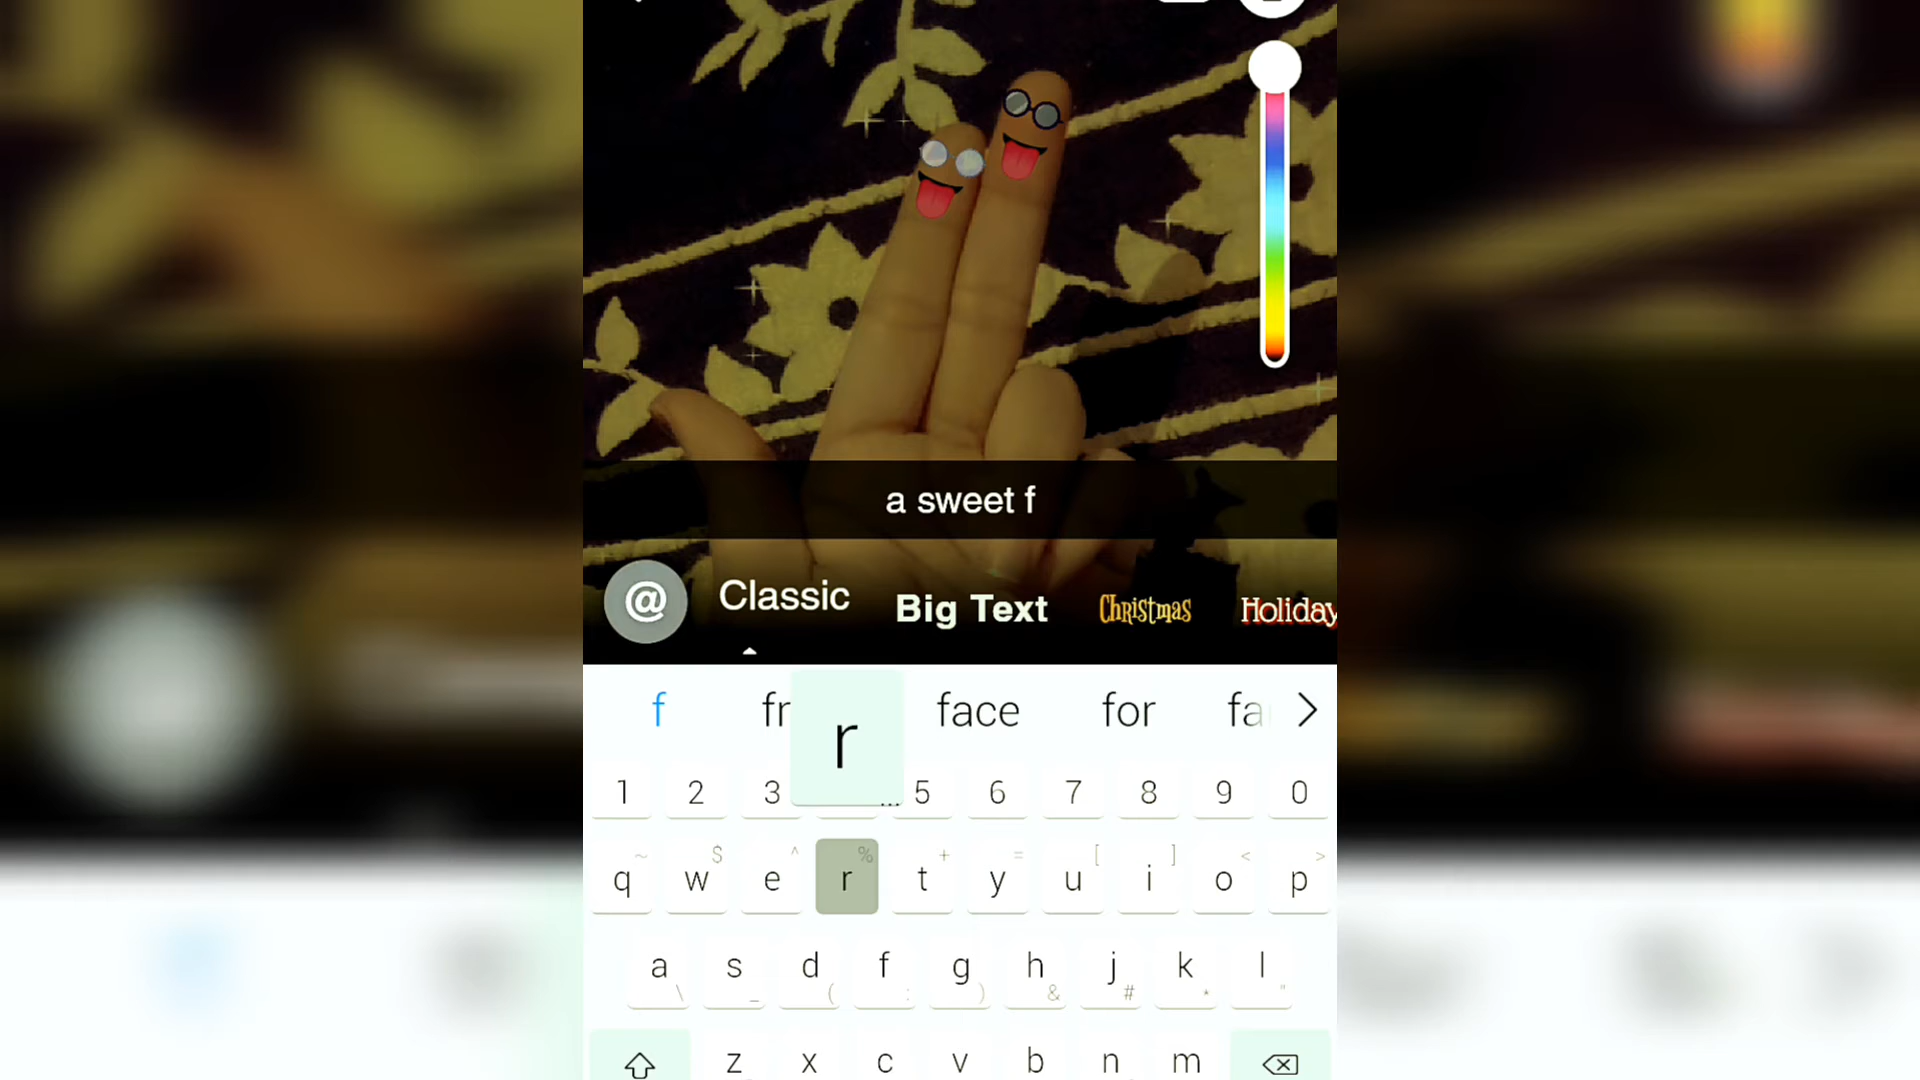 a sweet f
@ Classic Big Text Christmas Holiday
f fr face for fa
r
1 2 3 ... 5 6 7 8 9 0
~ $ ^ % + = [ ] < >
q w e r t y u i o p
a s d f g h j k l
\ _ ( : ) & # * "
z x c v b n m